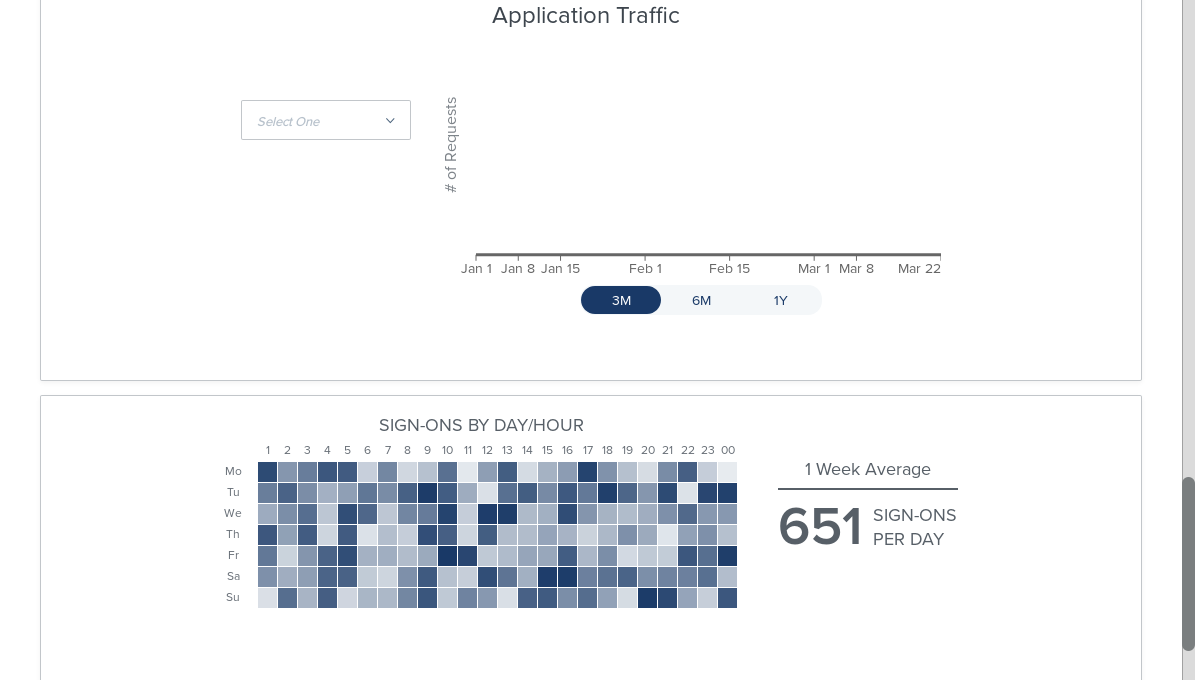 Application Traffic
Select One
# of Requests
Jan 1 Jan 8 Jan 15 Feb 1 Feb 15 Mar 1 Mar 8 Mar 22
3M 6M 1Y
SIGN-ONS BY DAY/HOUR
1 2 3 4 5 6 7 8 9 10 11 12 13 14 15 16 17 18 19 20 21 22 23 00
Mo
Tu
We
Th
Fr
Sa
Su
1 Week Average
651 SIGN-ONS
PER DAY